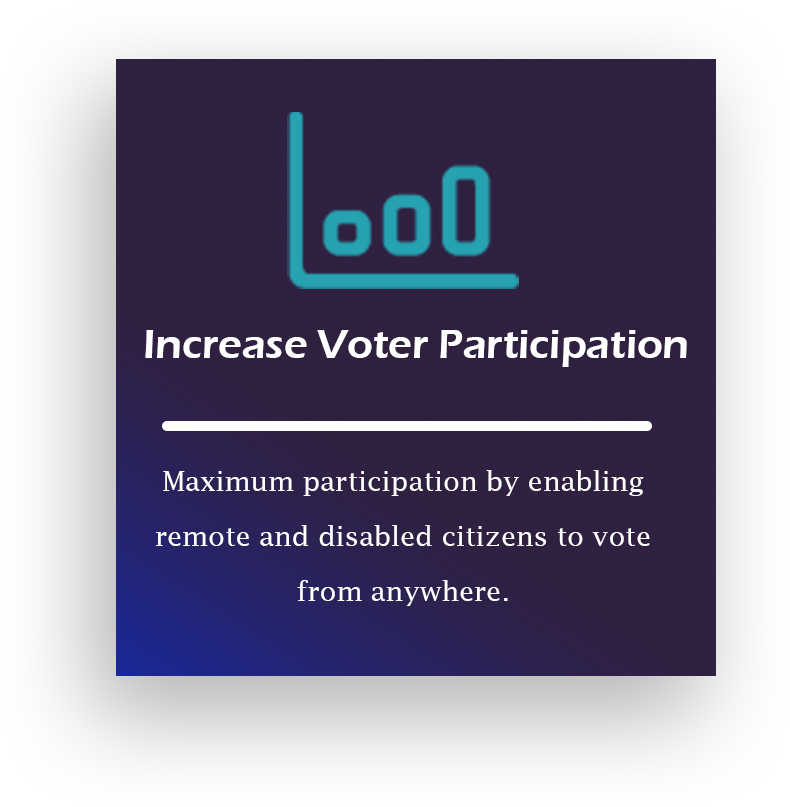 Increase Voter Participation
Maximum participation by enabling
remote and disabled citizens to vote
from anywhere.